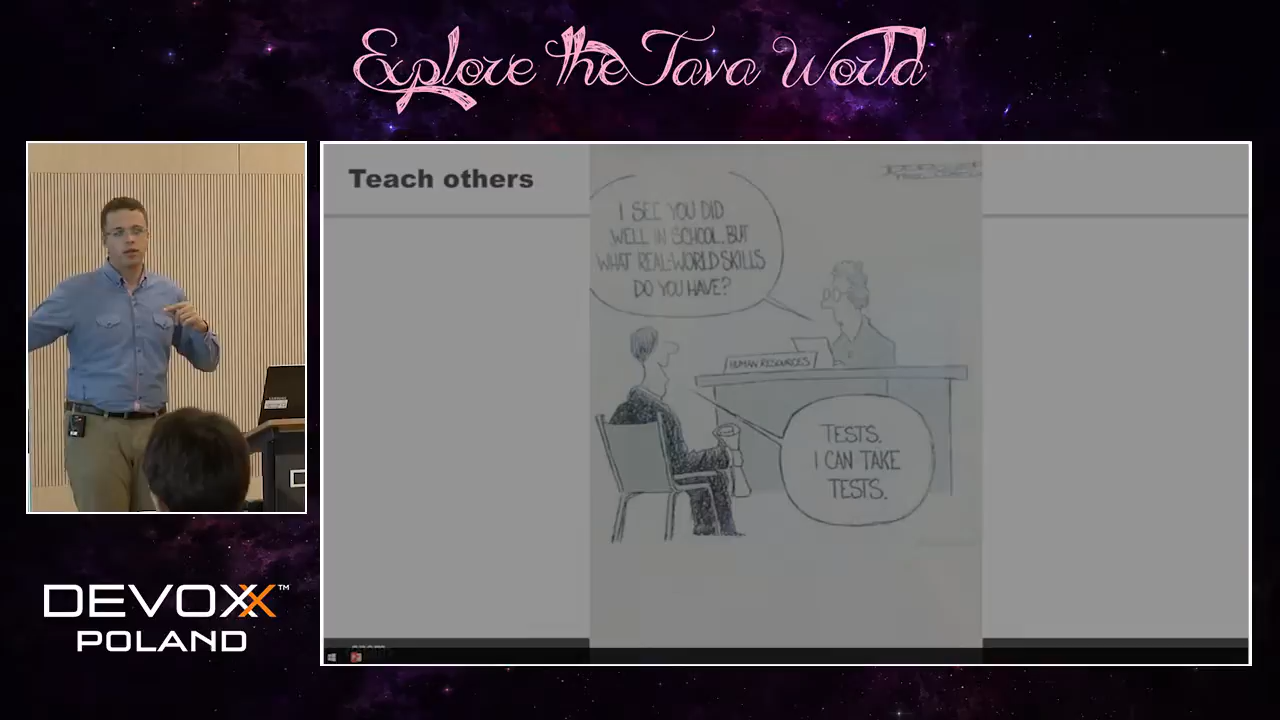 Explore the Java World
Teach others
I SEE YOU DID
WELL IN SCHOOL, BUT
WHAT REAL-WORLD SKILLS
DO YOU HAVE?
HUMAN RESOURCES
TESTS.
I CAN TAKE
TESTS.
DEVOXX™
POLAND